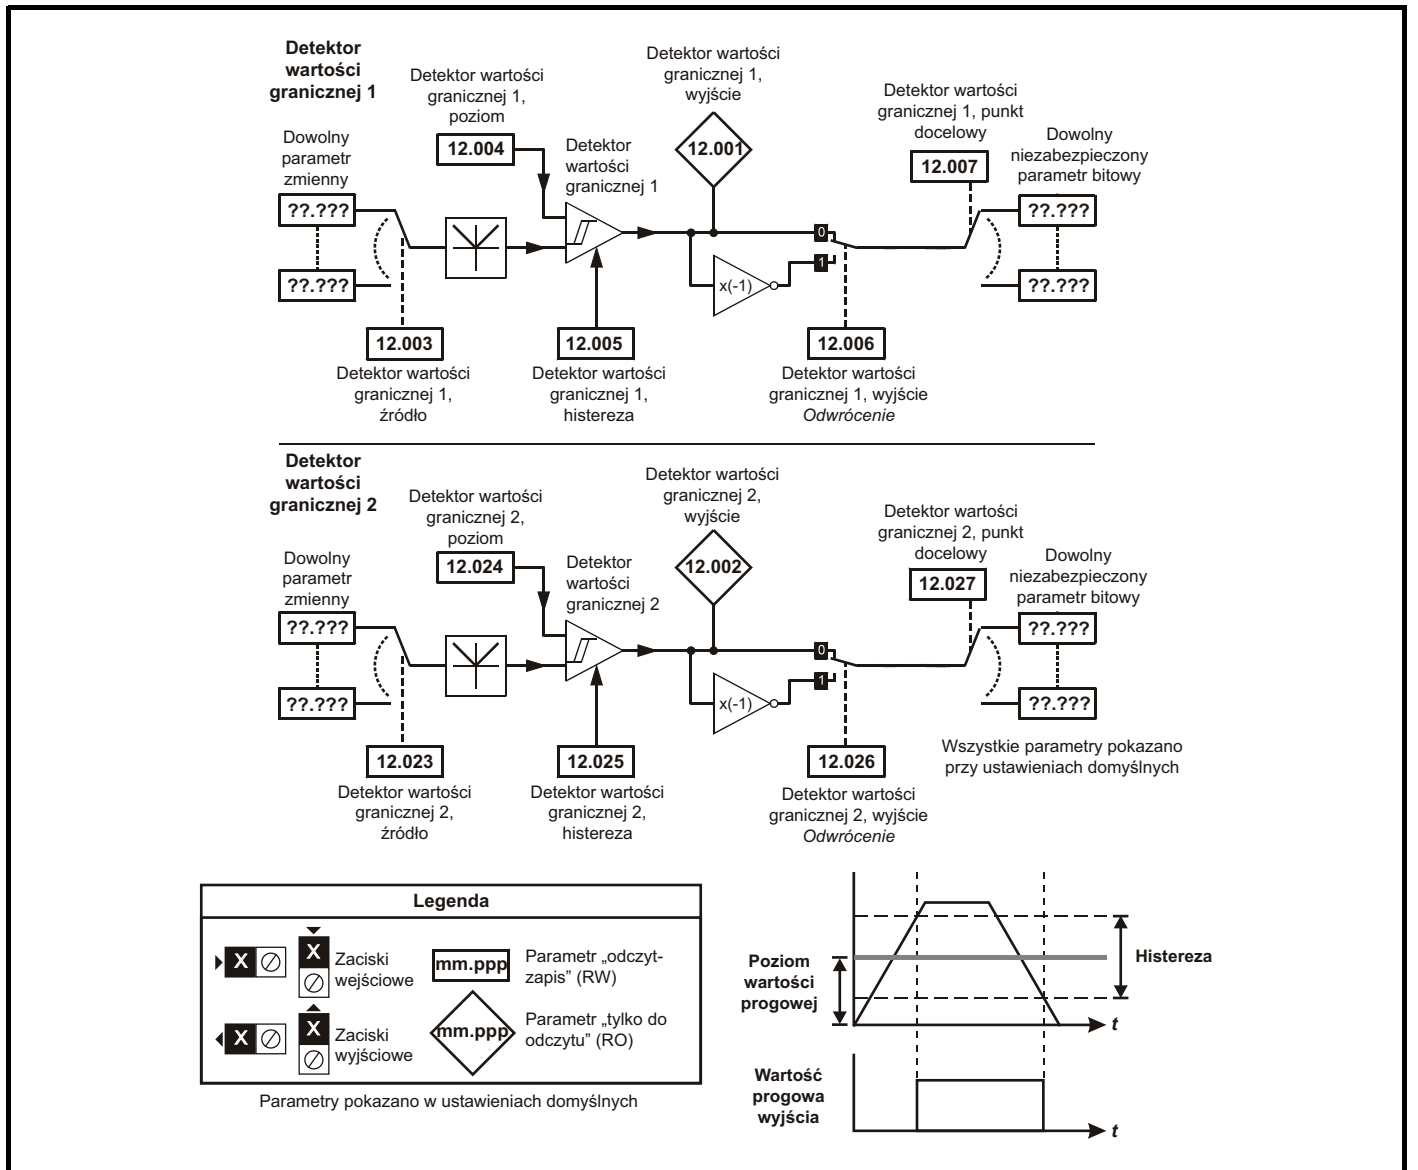 Detektor
wartości
granicznej 1
Detektor wartości
granicznej 1,
poziom
12.004
Detektor wartości
granicznej 1,
wyjście
12.001
Detektor wartości
granicznej 1, punkt
docelowy
12.007
Dowolny
parametr
zmienny
??.???
??.???
Detektor
wartości
granicznej 1
Dowolny
niezabezpieczony
parametr bitowy
??.???
??.???
0
1
x(-1)
12.003
Detektor wartości
granicznej 1,
źródło
12.005
Detektor wartości
granicznej 1,
histereza
12.006
Detektor wartości
granicznej 1, wyjście
Odwrócenie
Detektor
wartości
granicznej 2
Detektor wartości
granicznej 2,
poziom
12.024
Detektor wartości
granicznej 2,
wyjście
12.002
Detektor wartości
granicznej 2, punkt
docelowy
12.027
Dowolny
parametr
zmienny
??.???
??.???
Detektor
wartości
granicznej 2
Dowolny
niezabezpieczony
parametr bitowy
??.???
??.???
0
1
x(-1)
12.023
Detektor wartości
granicznej 2,
źródło
12.025
Detektor wartości
granicznej 2,
histereza
12.026
Detektor wartości
granicznej 2, wyjście
Odwrócenie
Wszystkie parametry pokazano
przy ustawieniach domyślnych
Legenda
X
X
Zaciski
wejściowe
mm.ppp
Parametr „odczyt-
zapis” (RW)
X
X
Zaciski
wyjściowe
mm.ppp
Parametr „tylko do
odczytu” (RO)
Parametry pokazano w ustawieniach domyślnych
Poziom
wartości
progowej
Histereza
t
Wartość
progowa
wyjścia
t